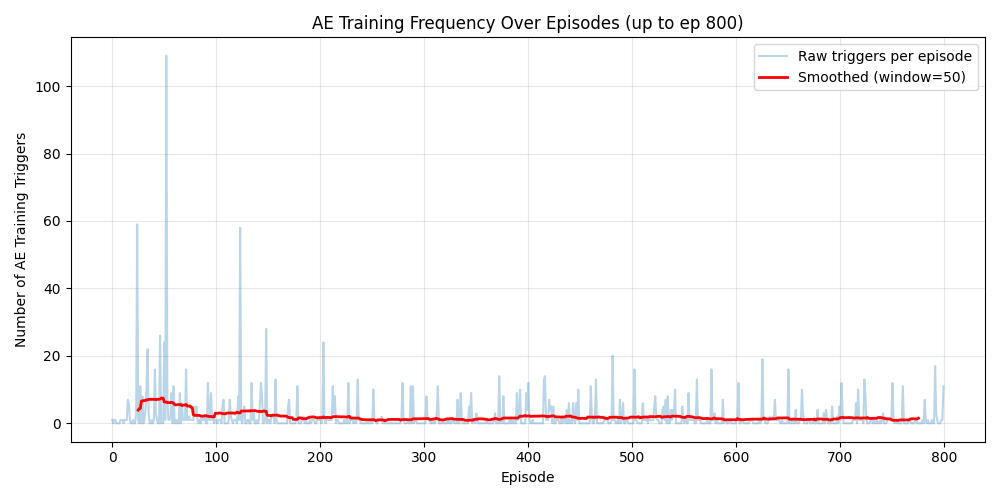 AE Training Frequency Over Episodes (up to ep 800)
Raw triggers per episode
Smoothed (window=50)
Number of AE Training Triggers
100
80
60
40
20
0
0 100 200 300 400 500 600 700 800
Episode